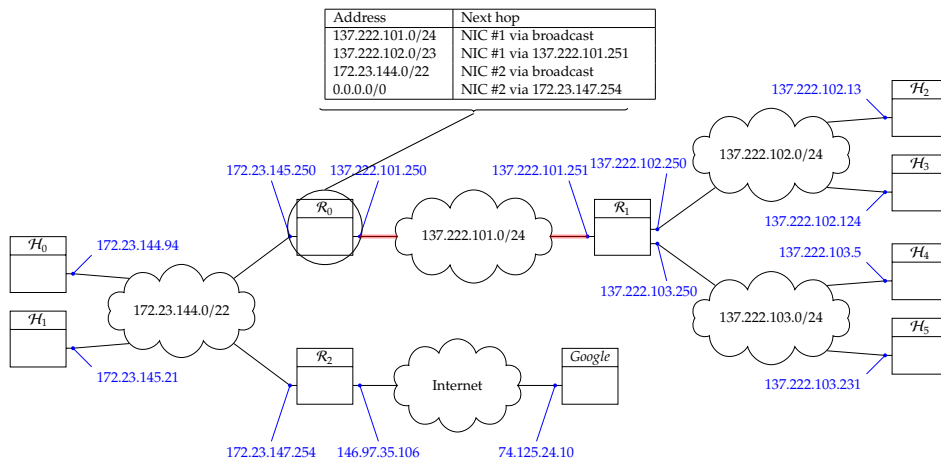 Address Next hop
137.222.101.0/24 NIC #1 via broadcast
137.222.102.0/23 NIC #1 via 137.222.101.251
172.23.144.0/22 NIC #2 via broadcast
0.0.0.0/0 NIC #2 via 172.23.147.254
137.222.102.13
H2
137.222.102.0/24
172.23.145.250
137.222.101.250
137.222.101.251
137.222.102.250
H3
R0
R1
137.222.102.124
137.222.101.0/24
H0
172.23.144.94
137.222.103.5
H4
137.222.103.250
172.23.144.0/22
137.222.103.0/24
H1
H5
172.23.145.21
R2
Internet
Google
137.222.103.231
172.23.147.254
146.97.35.106
74.125.24.10